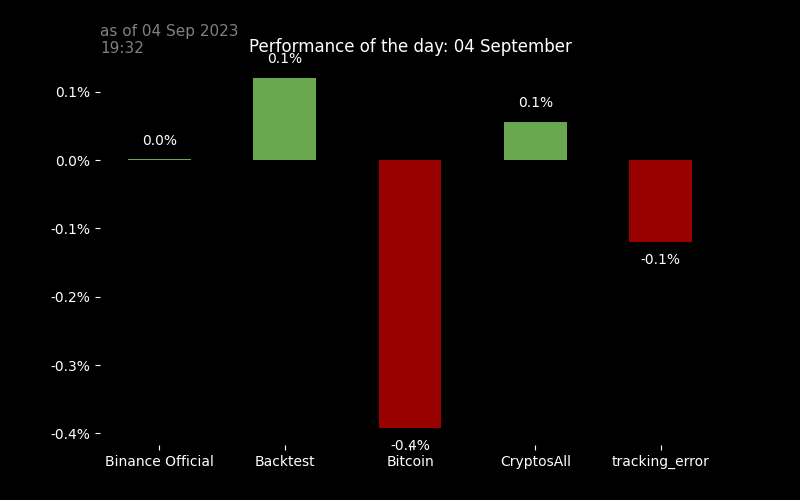 as of 04 Sep 2023
19:32
Performance of the day: 04 September
0.1%
0.1%
0.1%
0.0%
0.0%
-0.1%
-0.1%
-0.2%
-0.3%
-0.4%
-0.4%
Binance Official
Backtest
Bitcoin
CryptosAll
tracking_error